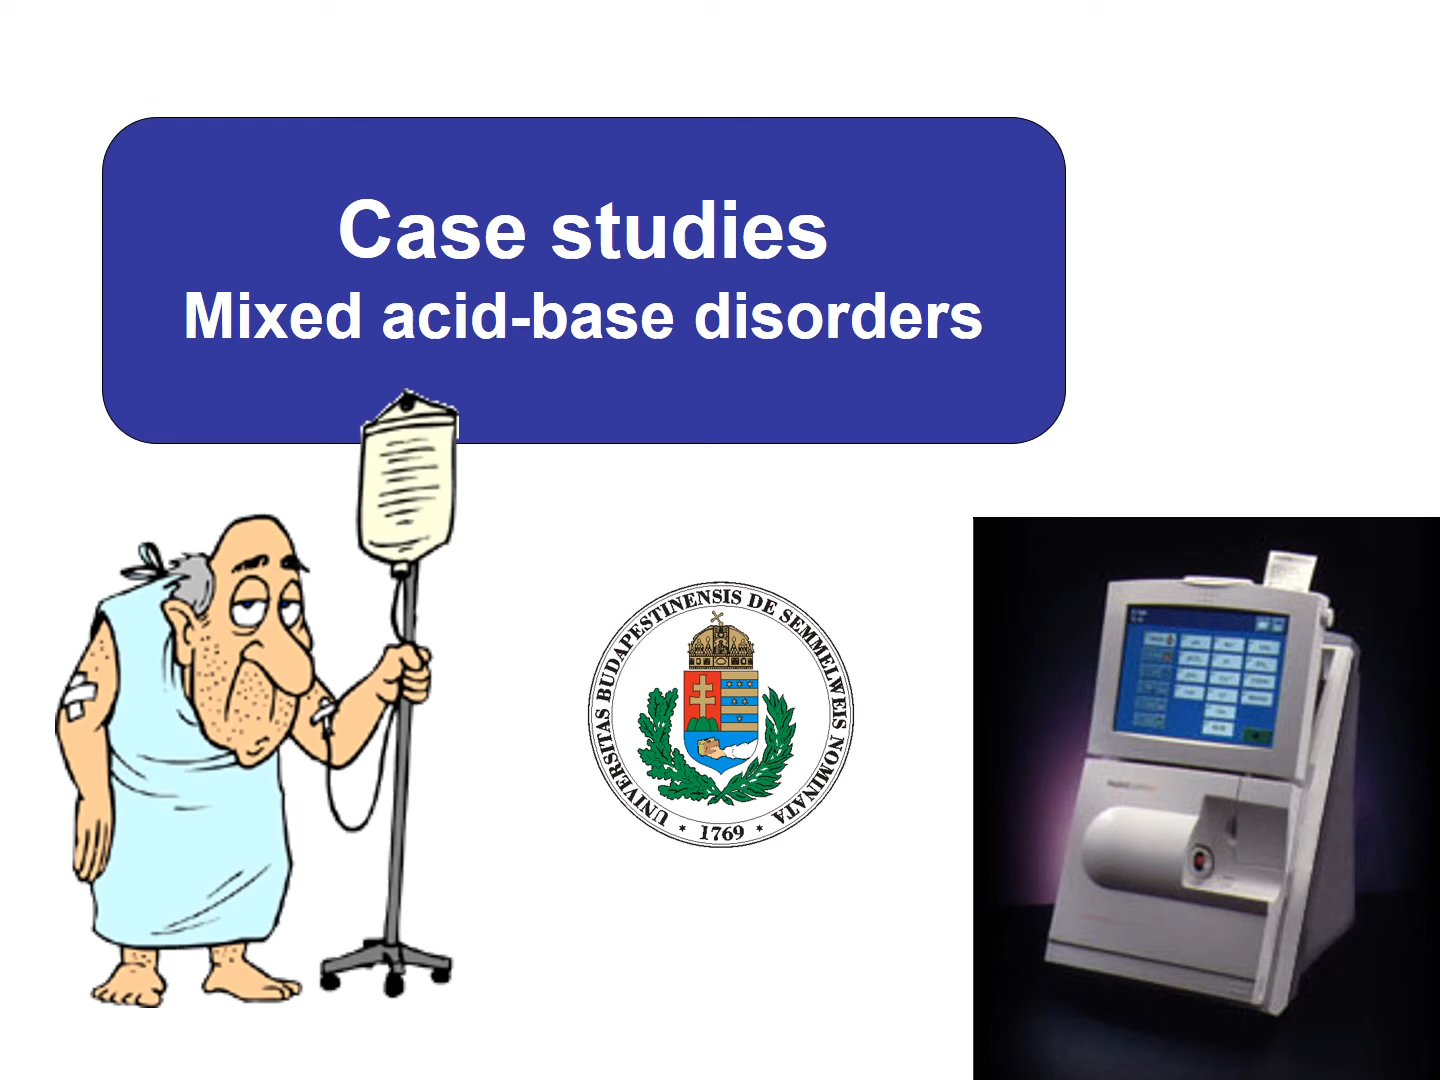 Case studies
Mixed acid-base disorders
UNIVERSITAS BUDAPESTINENSIS DE SEMMELWEIS NOMINATA
* 1769 *